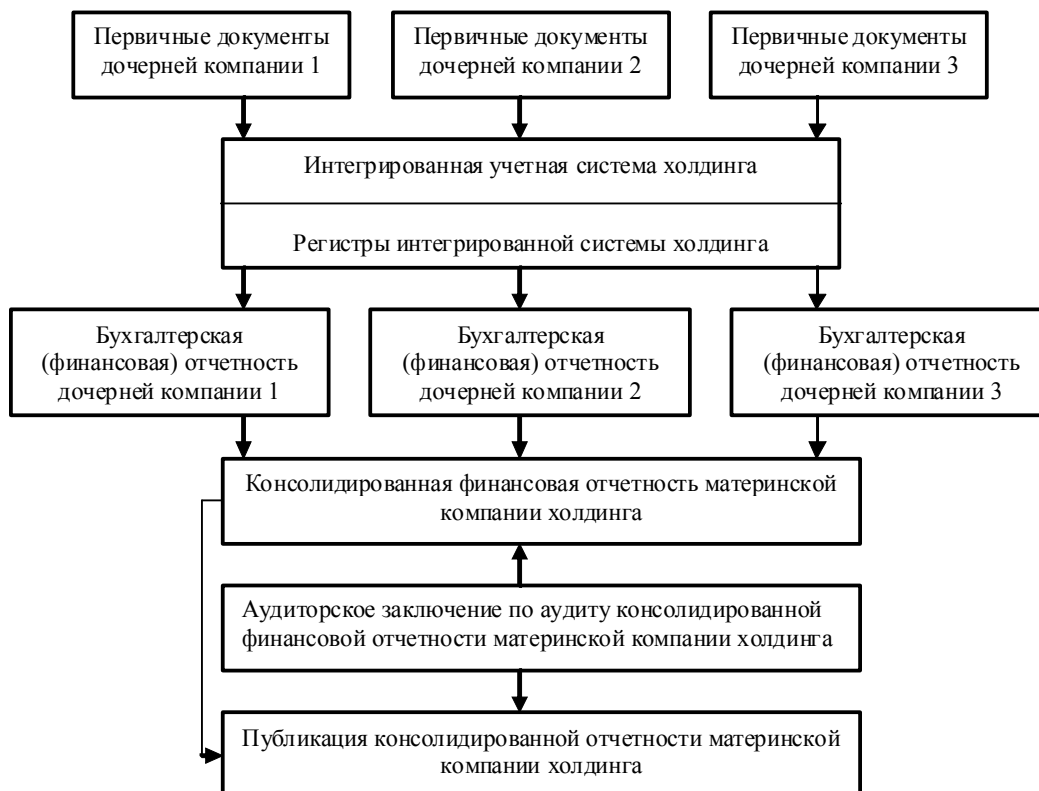 Первичные документы
дочерней компании 1
Первичные документы
дочерней компании 2
Первичные документы
дочерней компании 3
Интегрированная учетная система холдинга
Регистры интегрированной системы холдинга
Бухгалтерская
(финансовая) отчетность
дочерней компании 1
Бухгалтерская
(финансовая) отчетность
дочерней компании 2
Бухгалтерская
(финансовая) отчетность
дочерней компании 3
Консолидированная финансовая отчетность материнской
компании холдинга
Аудиторское заключение по аудиту консолидированной
финансовой отчетности материнской компании холдинга
Публикация консолидированной отчетности материнской
компании холдинга